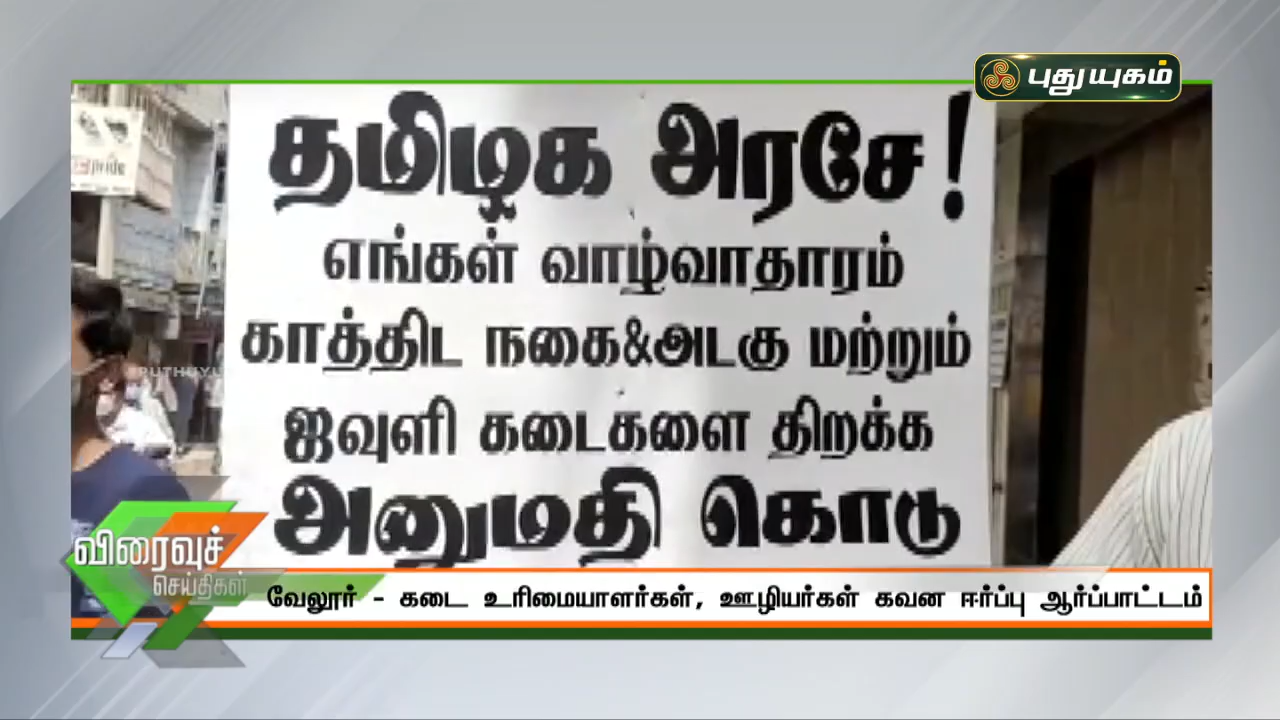 புதுயுகம்
தமிழக அரசே!
எங்கள் வாழ்வாதாரம்
காத்திட நகை&அடகு மற்றும்
ஜவுளி கடைகளை திறக்க
அனுமதி கொடு
விரைவுச்
செய்திகள்
வேலூர் - கடை உரிமையாளர்கள், ஊழியர்கள் கவன ஈர்ப்பு ஆர்ப்பாட்டம்